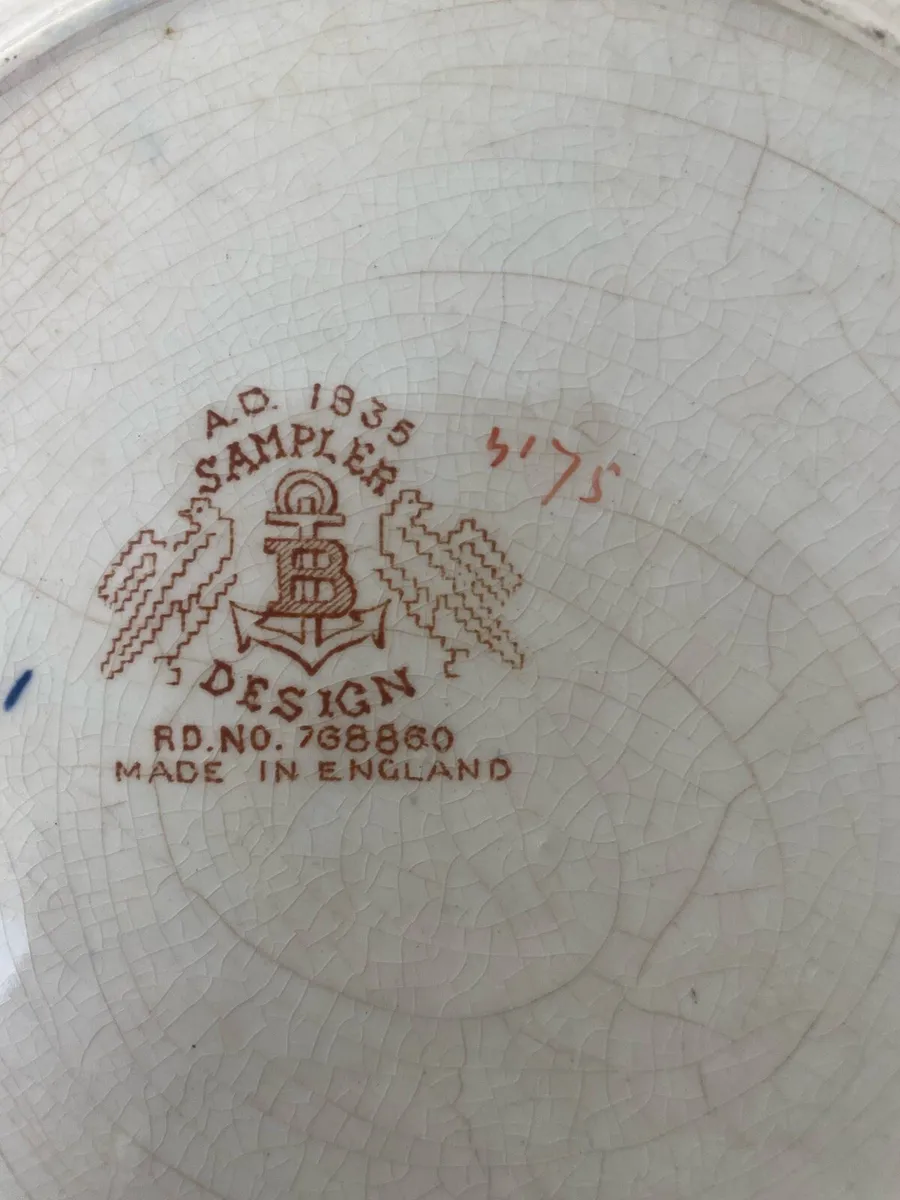 A.D. 1835
SAMPLER
B
DESIGN
RD.NO. 768860
MADE IN ENGLAND